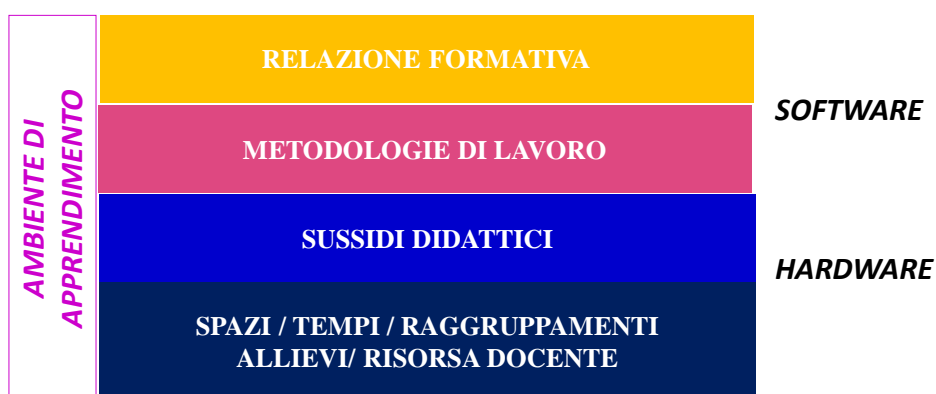 AMBIENTE DI
APPRENDIMENTO
RELAZIONE FORMATIVA
METODOLOGIE DI LAVORO
SOFTWARE
SUSSIDI DIDATTICI
SPAZI / TEMPI / RAGGRUPPAMENTI
ALLIEVI/ RISORSA DOCENTE
HARDWARE